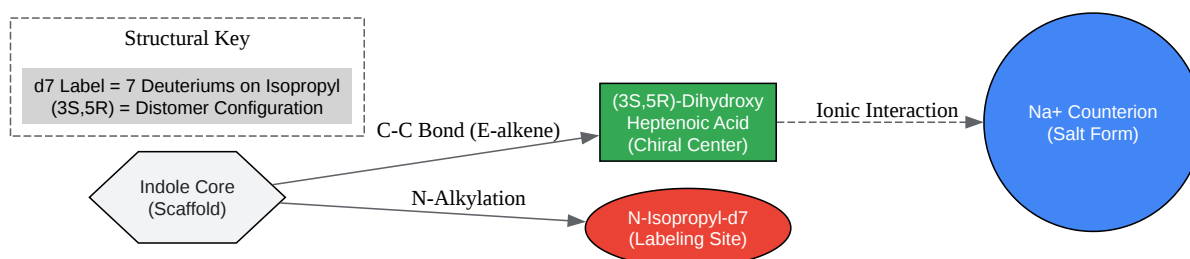 Structural Key
d7 Label = 7 Deuteriums on Isopropyl
(3S,5R) = Distomer Configuration
Indole Core
(Scaffold)
C-C Bond (E-alkene)
N-Alkylation
(3S,5R)-Dihydroxy
Heptenoic Acid
(Chiral Center)
N-Isopropyl-d7
(Labeling Site)
Ionic Interaction
Na+ Counterion
(Salt Form)